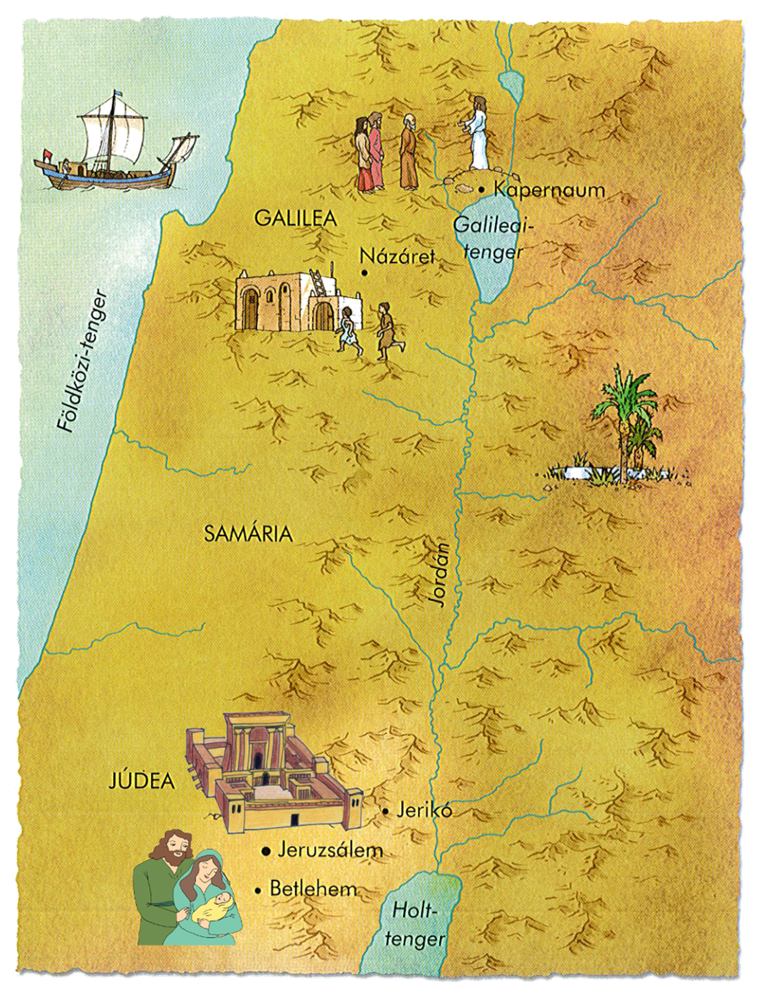 Kapernaum
GALILEA
Galileai-
tenger
Názáret
Földközi-tenger
SAMÁRIA
Jordán
JÚDEA
Jerikó
Jeruzsálem
Betlehem
Holt-
tenger